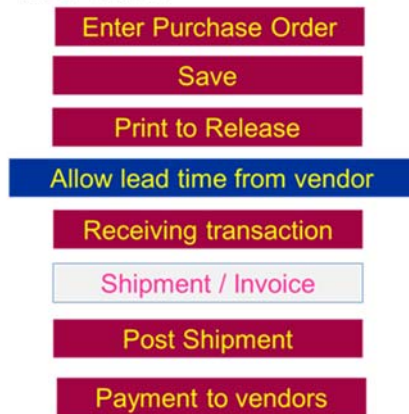 Enter Purchase Order
Save
Print to Release
Allow lead time from vendor
Receiving transaction
Shipment / Invoice
Post Shipment
Payment to vendors